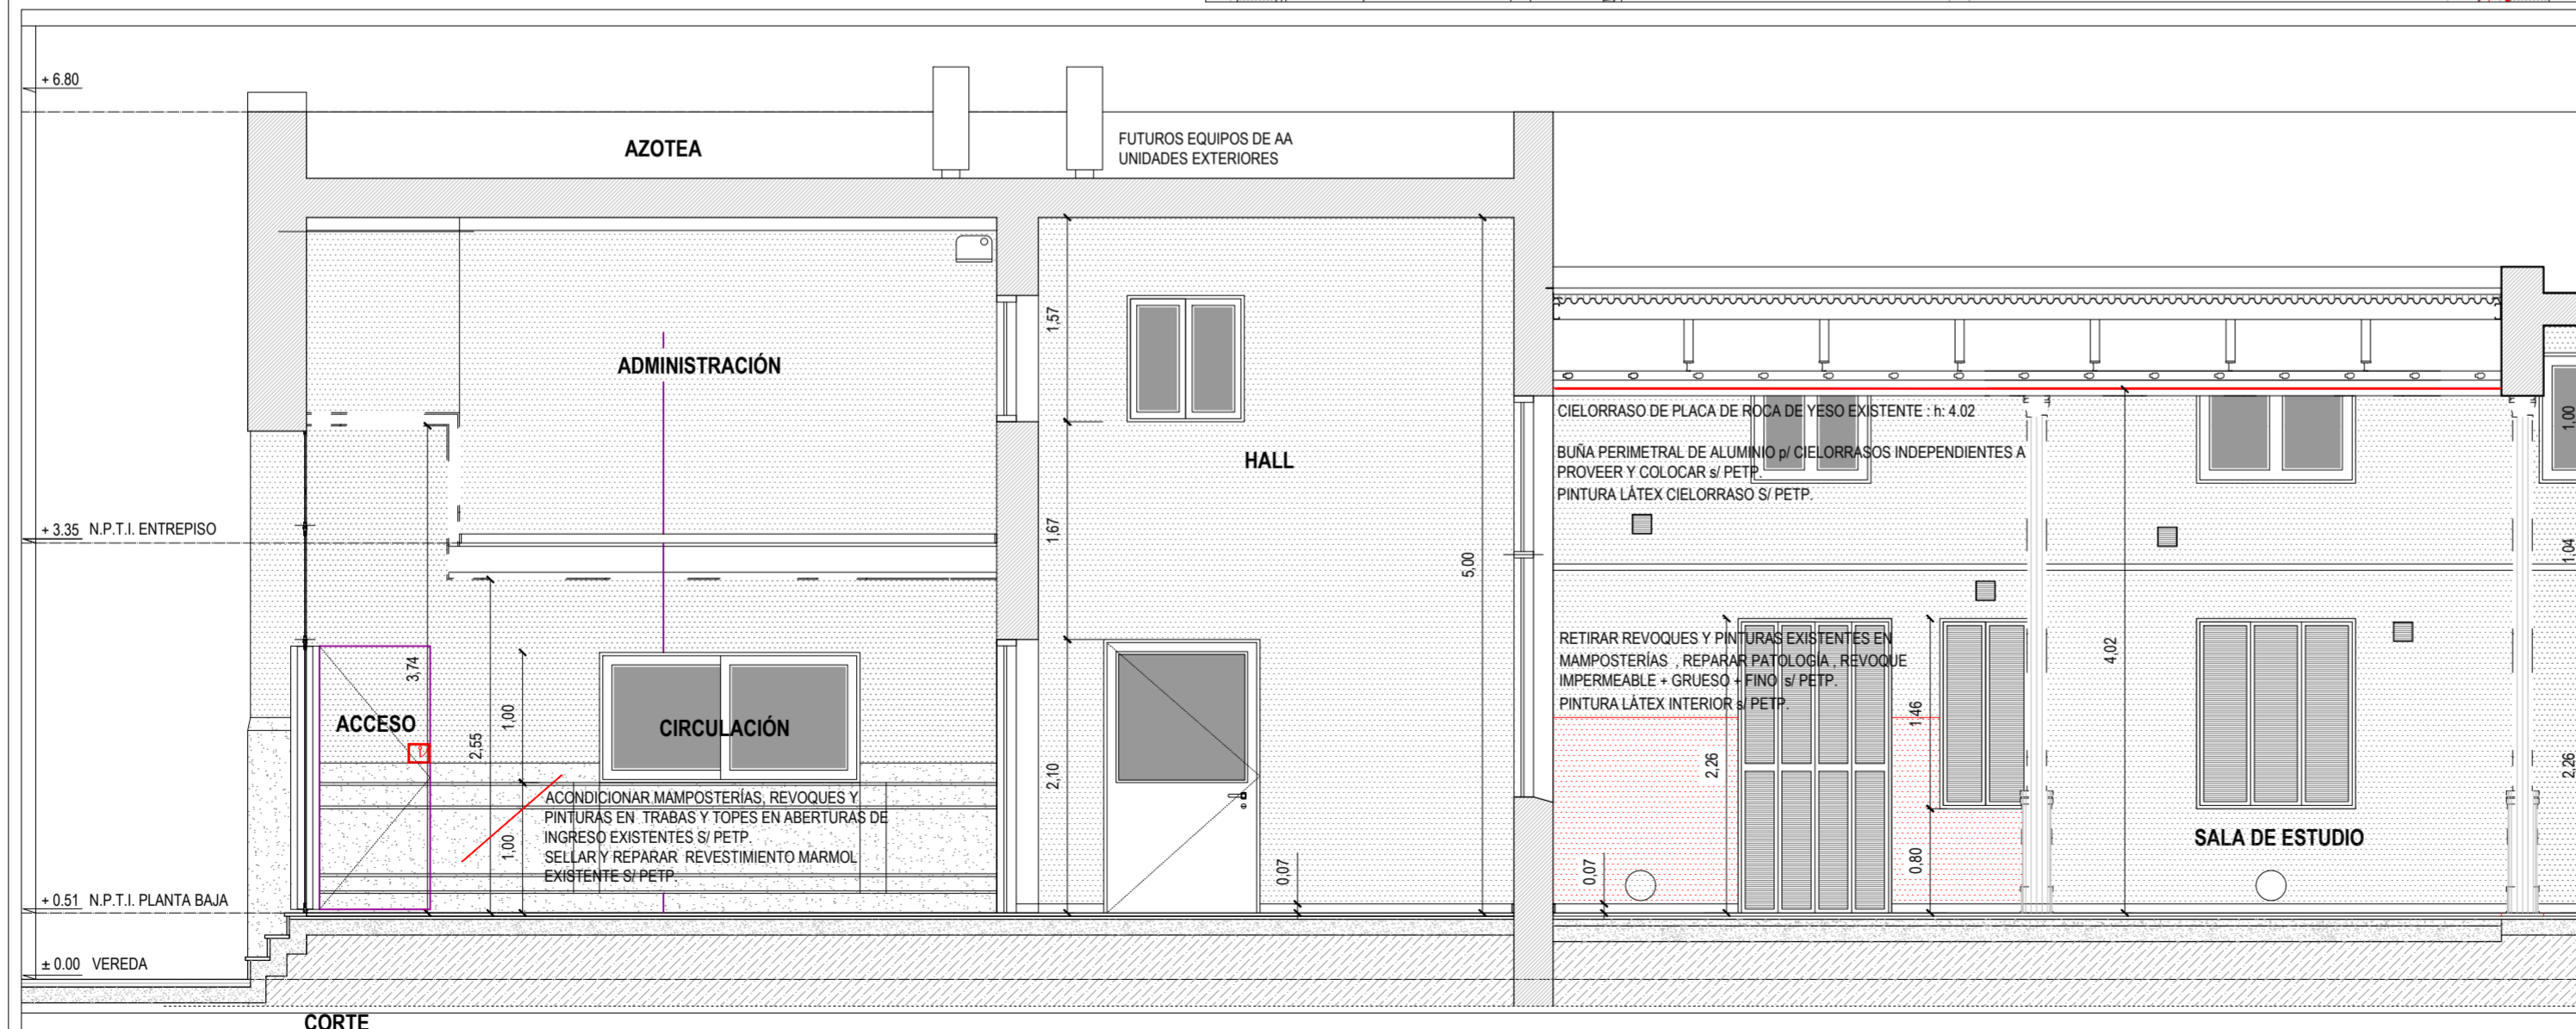 + 6.80
AZOTEA
FUTUROS EQUIPOS DE AA
UNIDADES EXTERIORES
ADMINISTRACIÓN
1,57
HALL
CIELORRASO DE PLACA DE ROCA DE YESO EXISTENTE : h: 4.02
1,00
BUÑA PERIMETRAL DE ALUMINIO p/ CIELORRASOS INDEPENDIENTES A
PROVEER Y COLOCAR s/ PETP.
PINTURA LÁTEX CIELORRASO S/ PETP.
+ 3.35 N.P.T.I. ENTREPISO
1,67
5,00
1,04
RETIRAR REVOQUES Y PINTURAS EXISTENTES EN
MAMPOSTERÍAS , REPARAR PATOLOGÍA , REVOQUE
IMPERMEABLE + GRUESO + FINO s/ PETP.
PINTURA LÁTEX INTERIOR s/ PETP.
4,02
3,74
ACCESO
2,55
1,00
CIRCULACIÓN
2,10
2,26
1,46
2,26
ACONDICIONAR MAMPOSTERÍAS, REVOQUES Y
PINTURAS EN TRABAS Y TOPES EN ABERTURAS DE
INGRESO EXISTENTES S/ PETP.
SELLAR Y REPARAR REVESTIMIENTO MARMOL
EXISTENTE S/ PETP.
1,00
0,07
0,07
0,80
SALA DE ESTUDIO
+ 0.51 N.P.T.I. PLANTA BAJA
± 0.00 VEREDA
CORTE